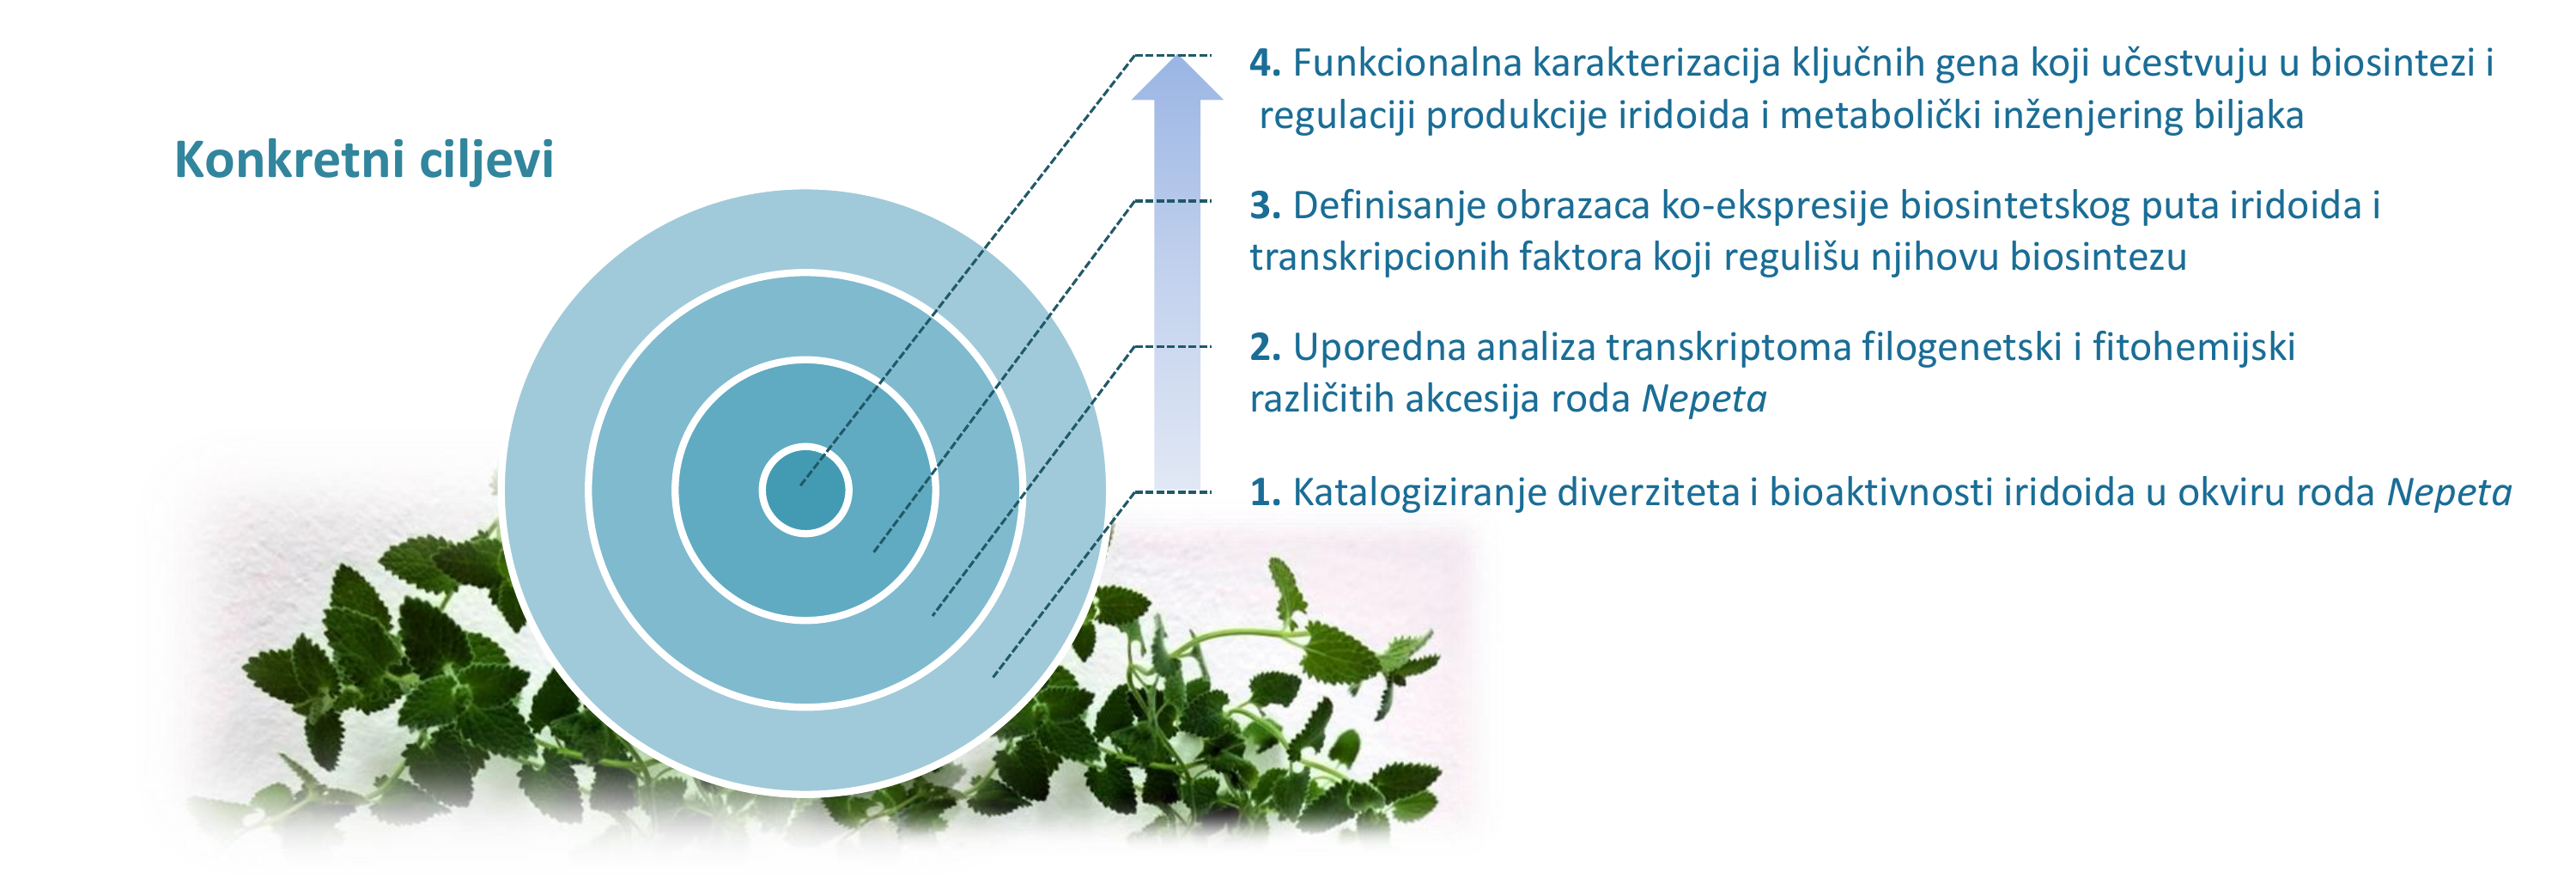 Konkretni ciljevi
4. Funkcionalna karakterizacija ključnih gena koji učestvuju u biosintezi i
regulaciji produkcije iridoida i metabolički inženjering biljaka
3. Definisanje obrazaca ko-ekspresije biosintetskog puta iridoida i
transkripcionih faktora koji regulišu njihovu biosintezu
2. Uporedna analiza transkriptoma filogenetski i fitohemijski
različitih akcesija roda Nepeta
1. Katalogiziranje diverziteta i bioaktivnosti iridoida u okviru roda Nepeta